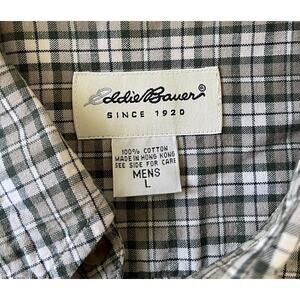 Eddie Bauer®
SINCE 1920
100% COTTON
MADE IN HONG KONG
SEE SIDE FOR CARE
MENS
L